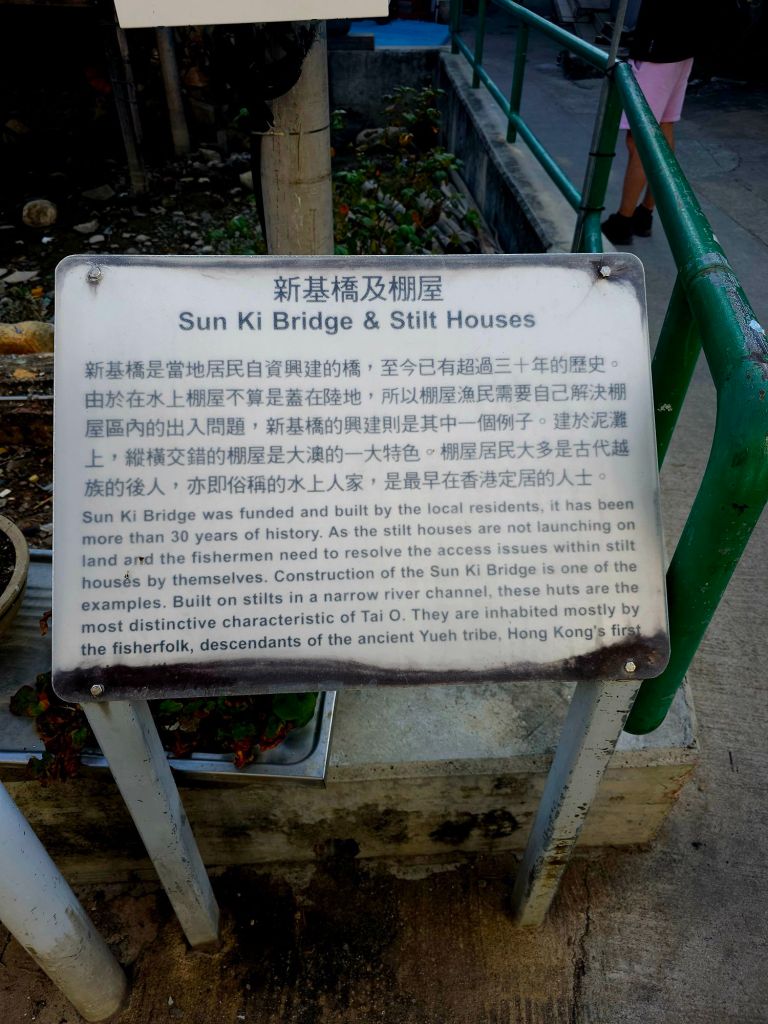 新基橋及棚屋
Sun Ki Bridge & Stilt Houses
新基橋是當地居民自資興建的橋，至今已有超過三十年的歷史。
由於在水上棚屋不算是蓋在陸地，所以棚屋漁民需要自己解決棚
屋區內的出入問題，新基橋的興建則是其中一個例子。建於泥灘
上，縱橫交錯的棚屋是大澳的一大特色。棚屋居民大多是古代越
族的後人，亦即俗稱的水上人家，是最早在香港定居的人士。
Sun Ki Bridge was funded and built by the local residents, it has been
more than 30 years of history. As the stilt houses are not launching on
land and the fishermen need to resolve the access issues within stilt
houses by themselves. Construction of the Sun Ki Bridge is one of the
examples. Built on stilts in a narrow river channel, these huts are the
most distinctive characteristic of Tai O. They are inhabited mostly by
the fisherfolk, descendants of the ancient Yueh tribe, Hong Kong's first